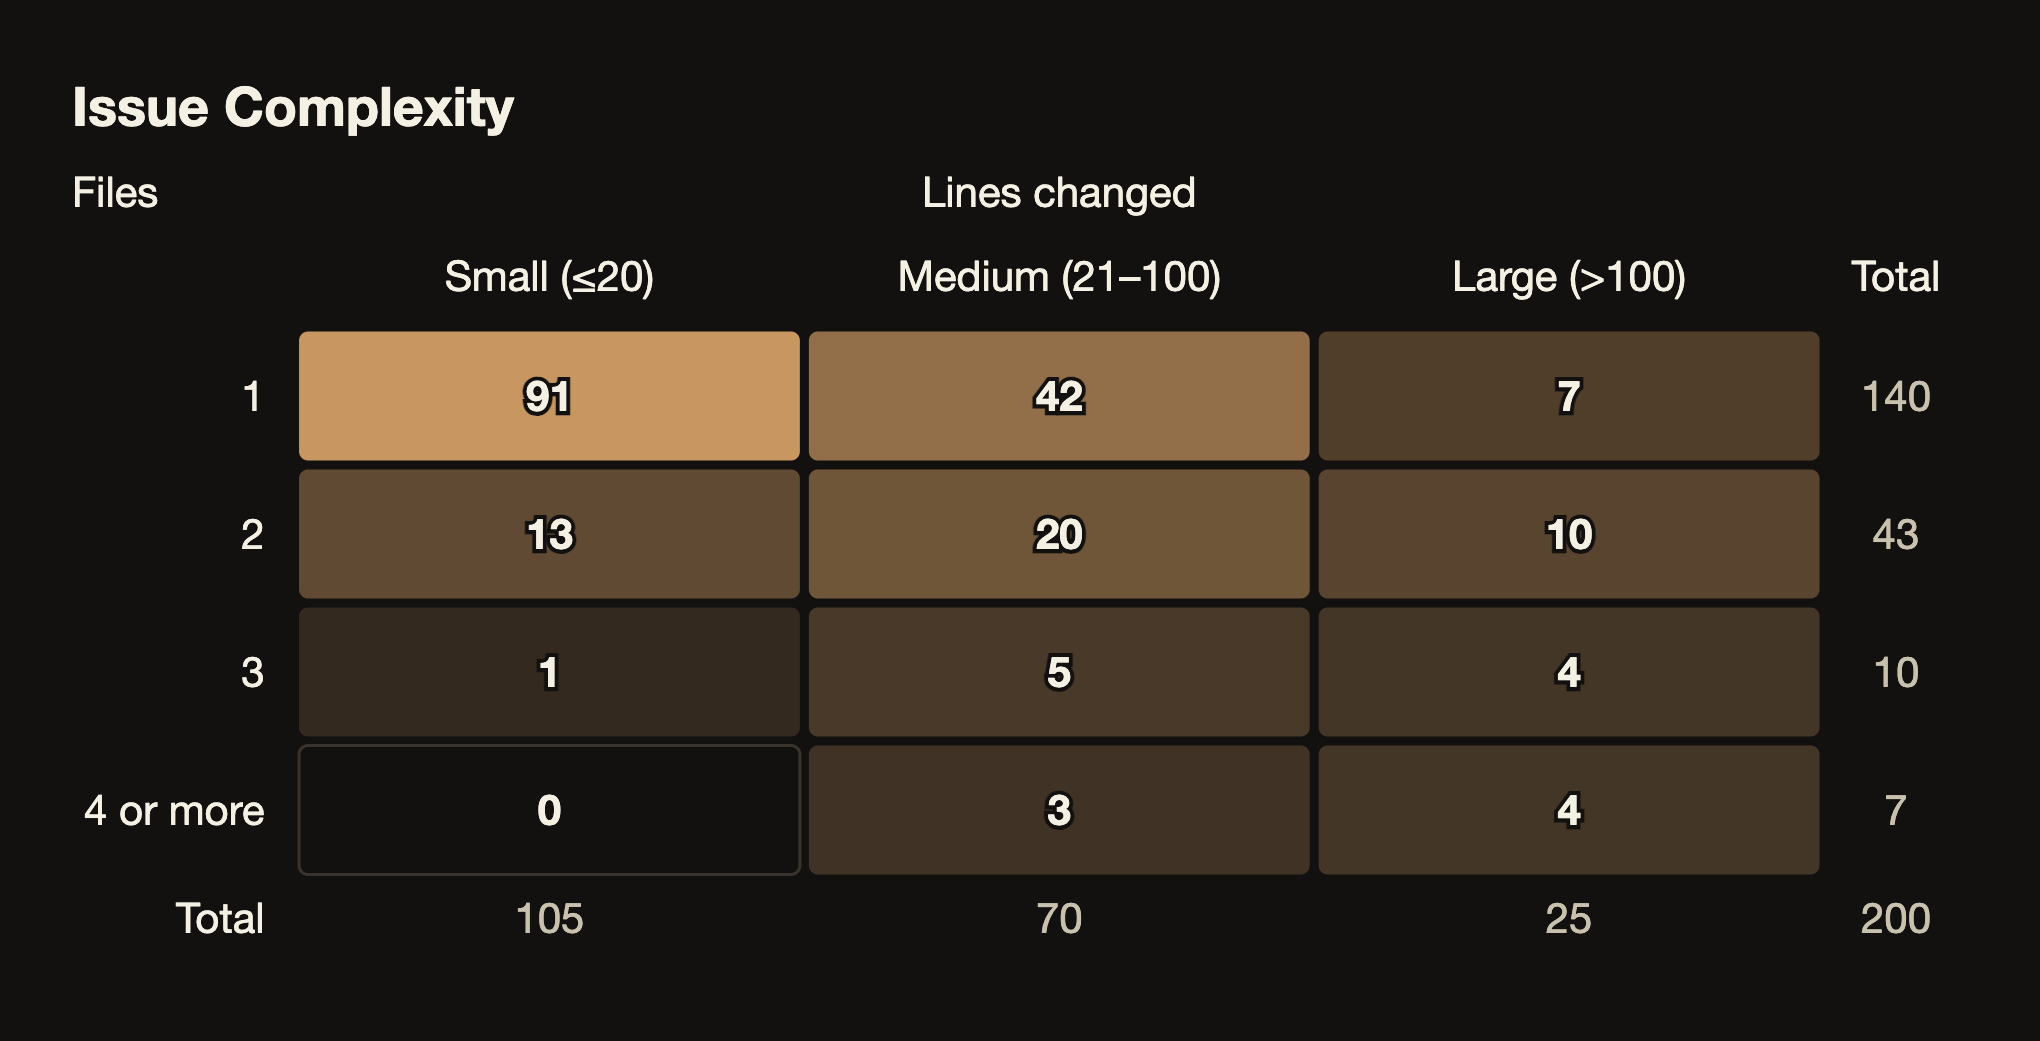 Issue Complexity
Files Lines changed
Small (≤20) Medium (21–100) Large (>100) Total
1 91 42 7 140
2 13 20 10 43
3 1 5 4 10
4 or more 0 3 4 7
Total 105 70 25 200